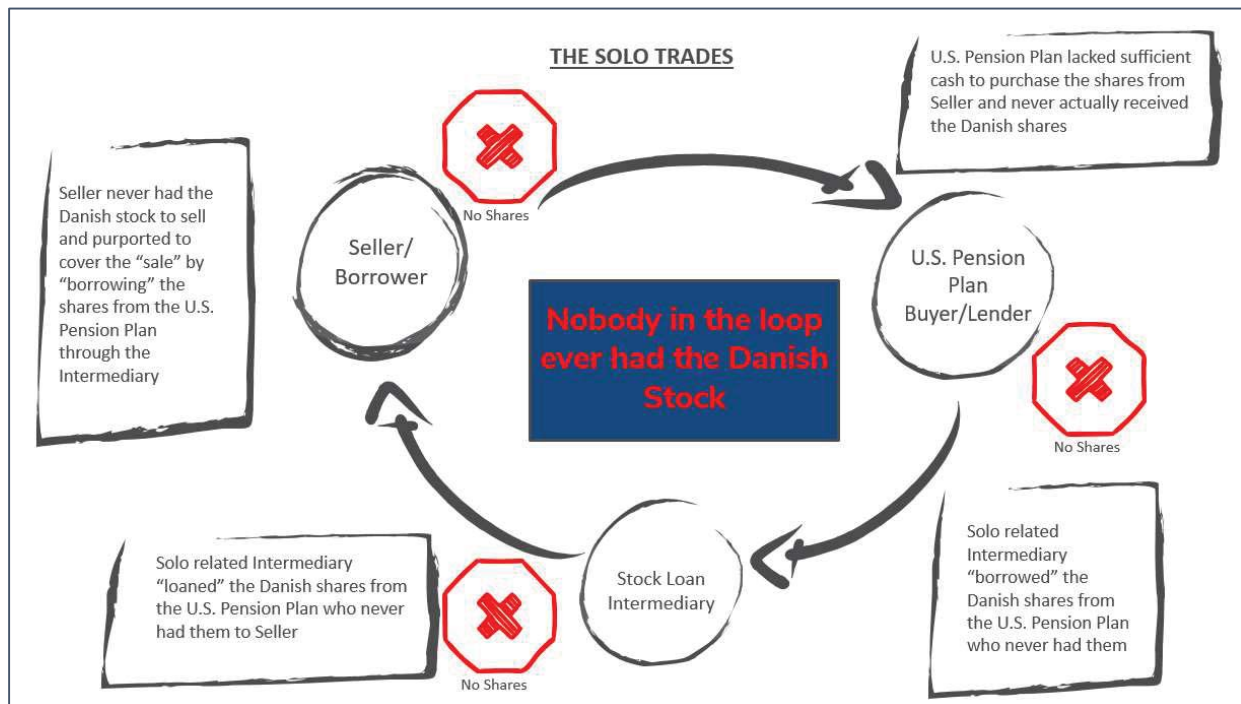 THE SOLO TRADES
U.S. Pension Plan lacked sufficient
cash to purchase the shares from
Seller and never actually received
the Danish shares
Seller never had the
Danish stock to sell
and purported to
cover the “sale” by
“borrowing” the
shares from the U.S.
Pension Plan
through the
Intermediary
No Shares
Seller/
Borrower
U.S. Pension
Plan
Buyer/Lender
Nobody in the loop
ever had the Danish
Stock
No Shares
Solo related Intermediary
“loaned” the Danish shares from
the U.S. Pension Plan who never
had them to Seller
No Shares
Stock Loan
Intermediary
Solo related
Intermediary
“borrowed” the
Danish shares from
the U.S. Pension Plan
who never had them